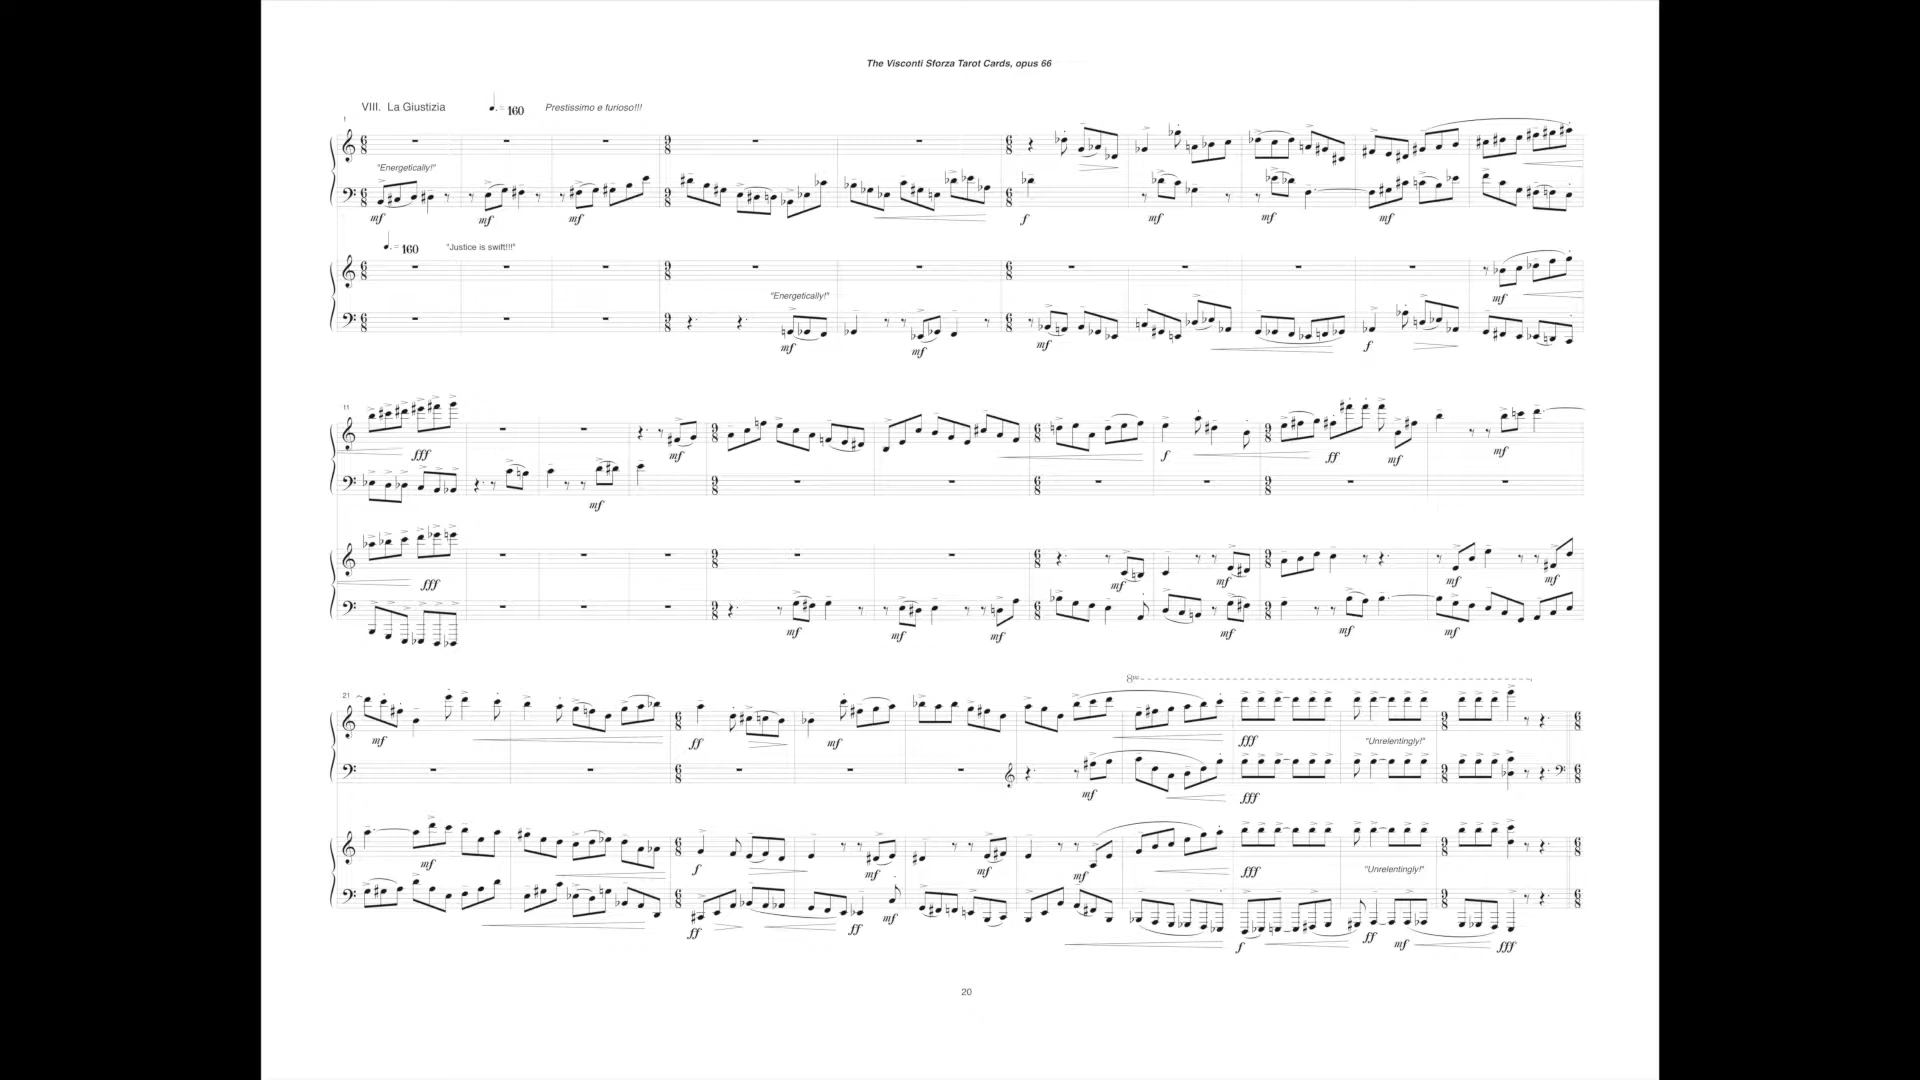 The Visconti Sforza Tarot Cards, opus 66
VIII. La Giustizia ♩. = 160 Prestissimo e furioso!!!
1
"Energetically!"
mf mf mf f mf mf mf
♩. = 160 "Justice is swift!!!"
"Energetically!"
mf
mf mf mf f
11
fff mf f ff mf mf
mf
fff mf mf mf mf
mf mf mf mf mf mf
21
8va
mf ff mf fff
"Unrelentingly!"
mf fff
mf f mf mf mf fff
"Unrelentingly!"
ff ff mf f ff mf fff
20